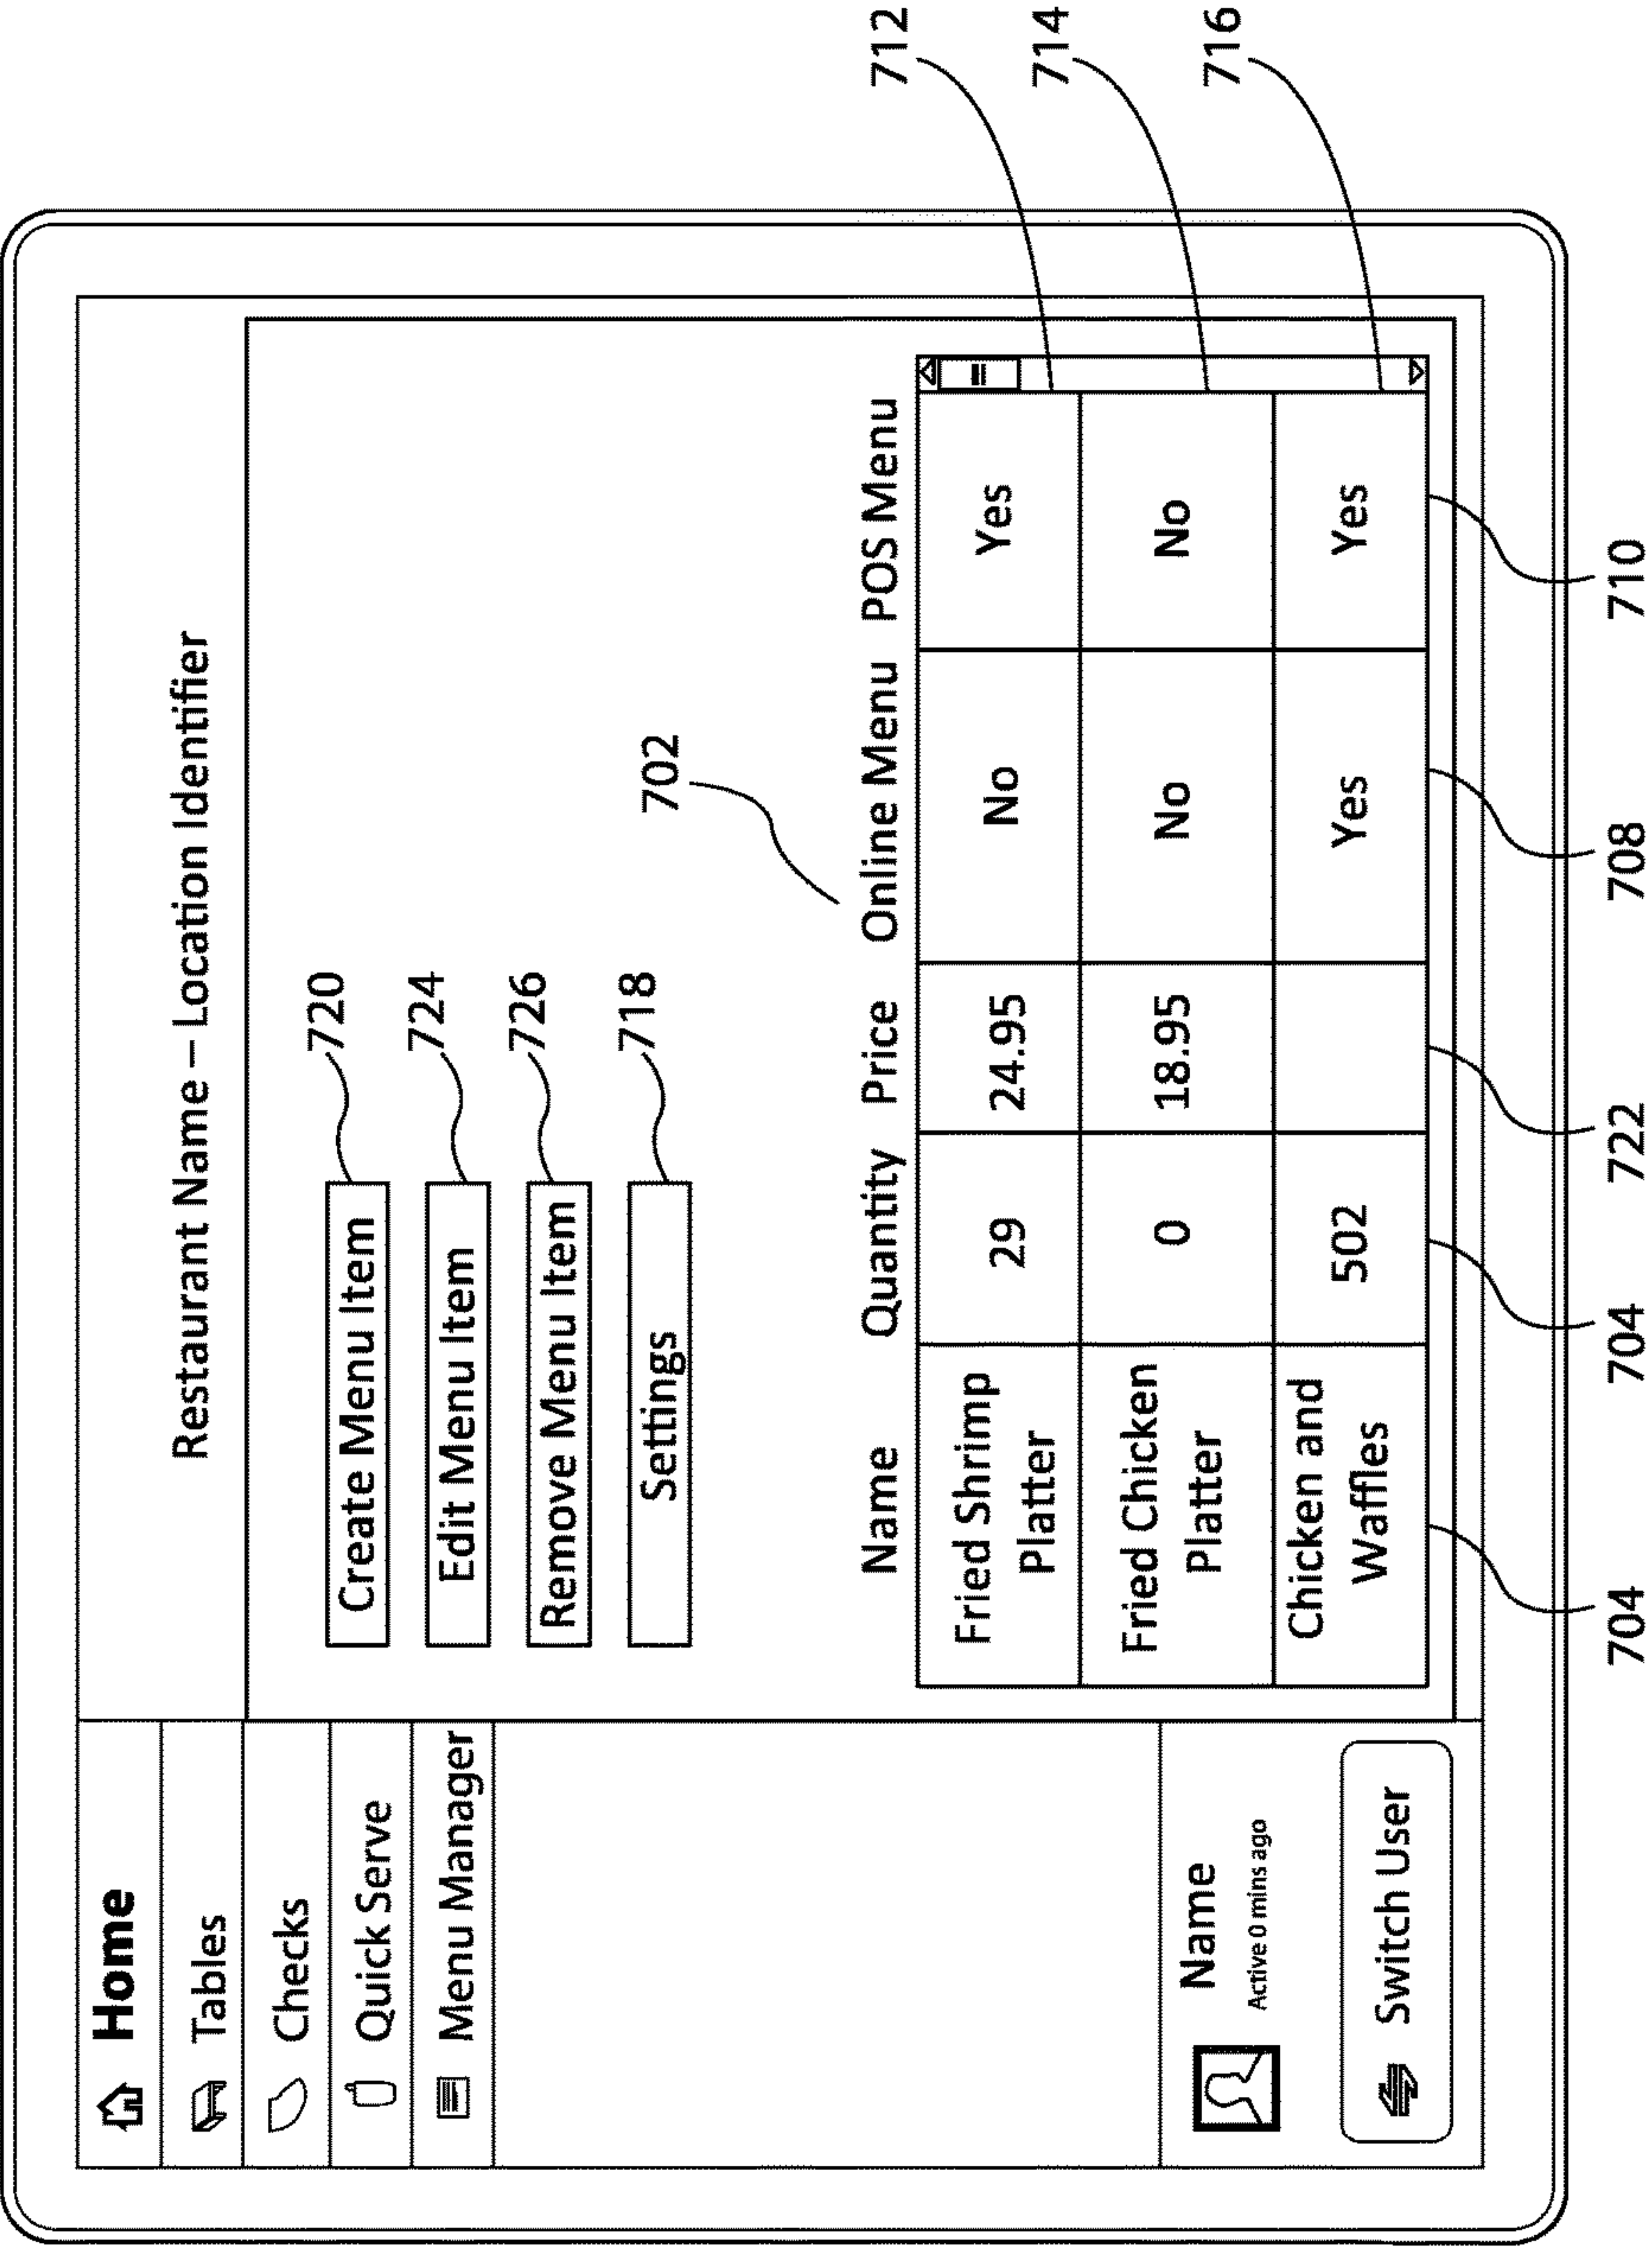 Home
Tables
Checks
Quick Serve
Menu Manager
Name
Active 0 mins ago
Switch User
Restaurant Name – Location Identifier
Create Menu Item
720
Edit Menu Item
724
Remove Menu Item
726
Settings
718
702
Name Quantity Price Online Menu POS Menu
Fried Shrimp
Platter
29 24.95 No Yes
712
Fried Chicken
Platter
0 18.95 No No
714
Chicken and
Waffles
502 Yes Yes
716
704 704 722 708 710